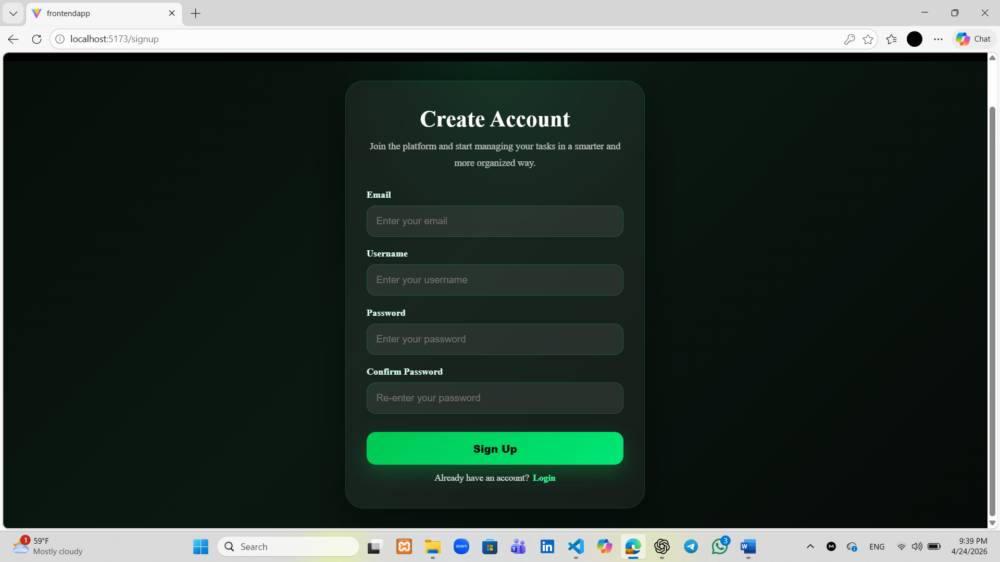 frontendapp
localhost:5173/signup
Chat
Create Account
Join the platform and start managing your tasks in a smarter and
more organized way.
Email
Enter your email
Username
Enter your username
Password
Enter your password
Confirm Password
Re-enter your password
Sign Up
Already have an account? Login
1
59°F
Mostly cloudy
Search
3
ENG
9:39 PM
4/24/2026